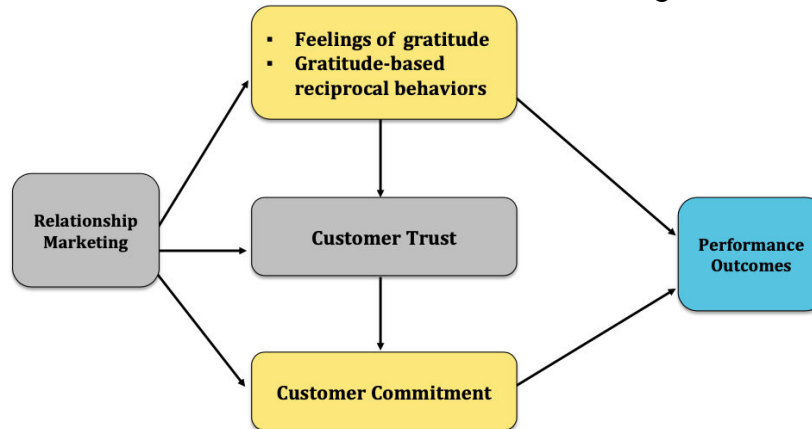 ▪ Feelings of gratitude
▪ Gratitude-based
reciprocal behaviors
Relationship
Marketing
Customer Trust
Performance
Outcomes
Customer Commitment